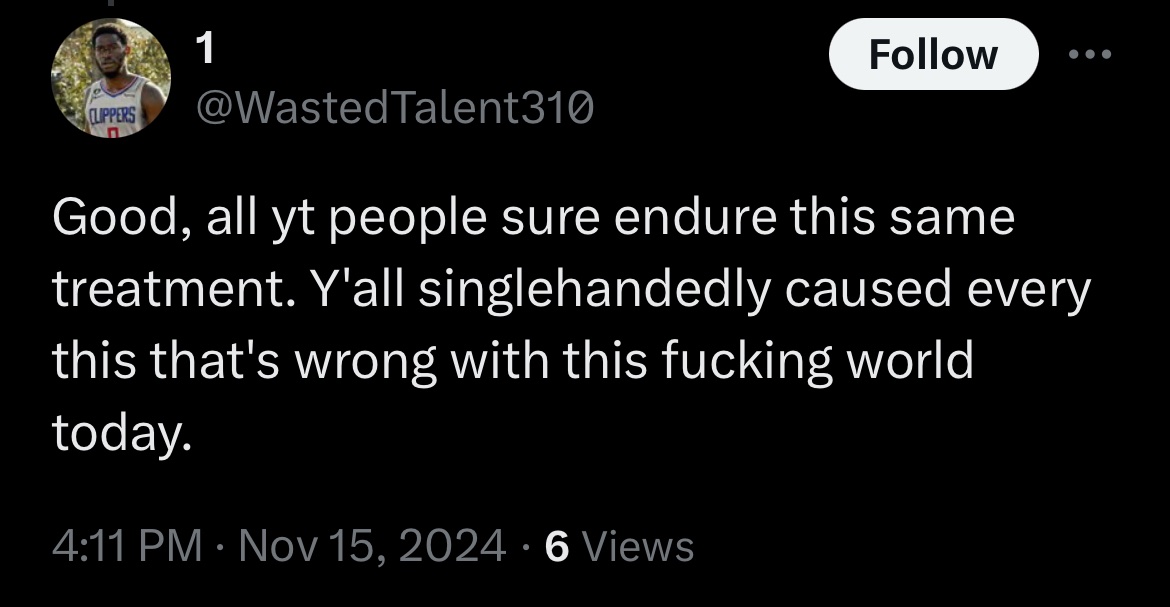 1
Follow
@WastedTalent310
Good, all yt people sure endure this same
treatment. Y'all singlehandedly caused every
this that's wrong with this fucking world
today.
4:11 PM · Nov 15, 2024 · 6 Views
CLIPPERS